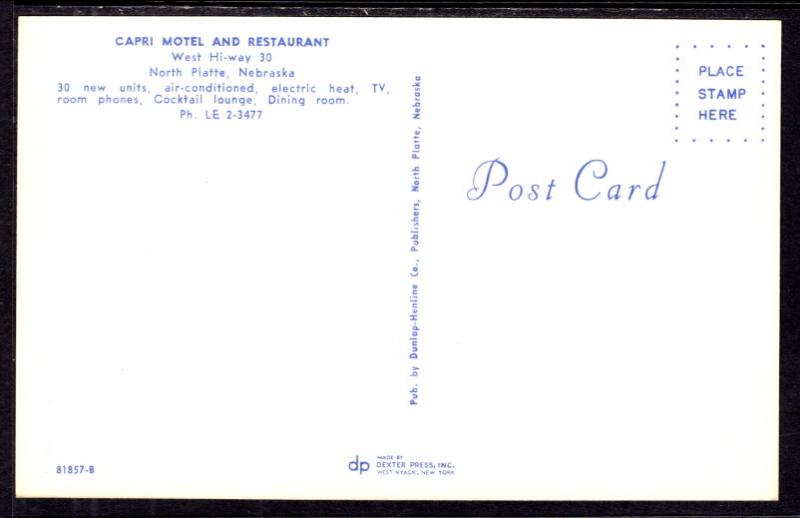 CAPRI MOTEL AND RESTAURANT
West Hi-way 30
North Platte, Nebraska
30 new units, air-conditioned, electric heat, TV,
room phones, Cocktail lounge, Dining room.
Ph. LE 2-3477
Pub. by Dunlap-Henline Co., Publishers, North Platte, Nebraska
PLACE
STAMP
HERE
Post Card
81857-B
dp
MADE BY
DEXTER PRESS, INC.
WEST NYACK, NEW YORK